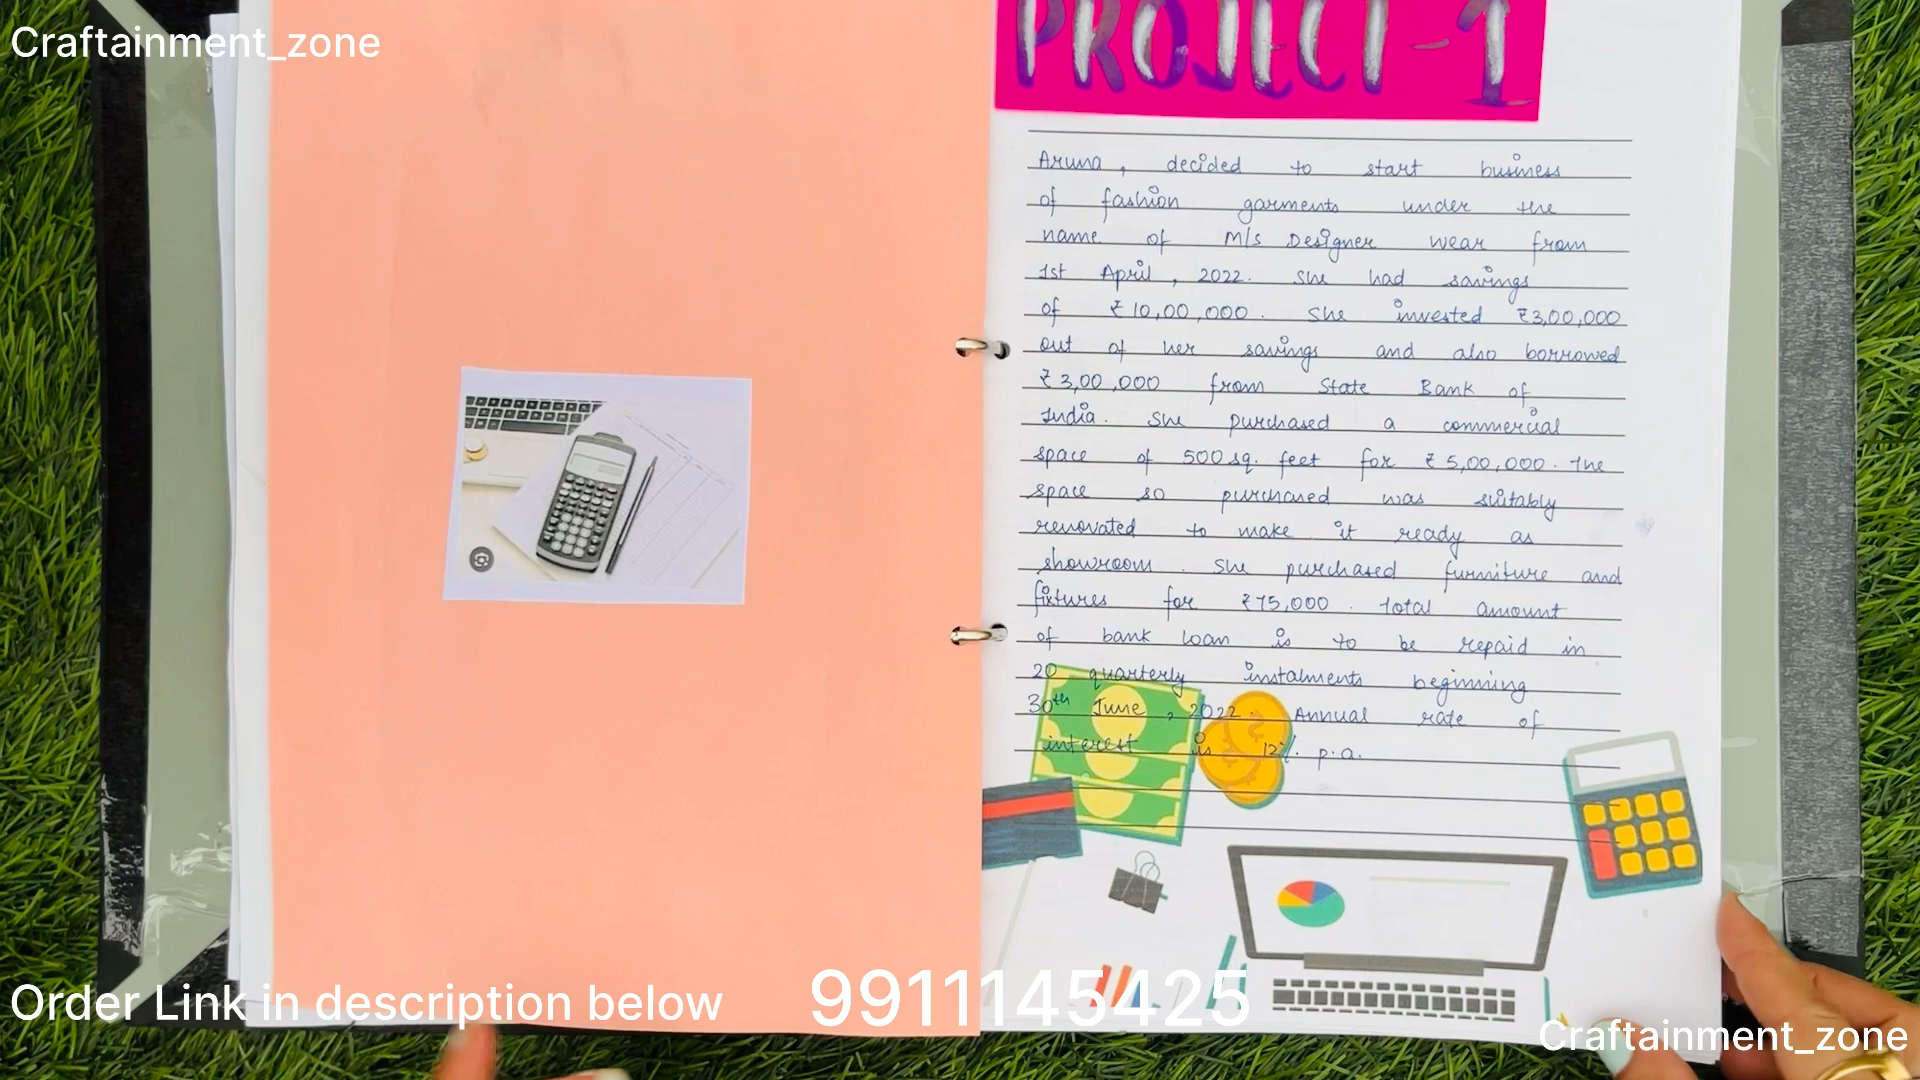 Craftainment_zone
PROJECT-1
Aruna, decided to start business
of fashion garments under the
name of M/s Designer wear from
1st April, 2022. She had savings
of ₹10,00,000. She invested ₹3,00,000
out of her savings and also borrowed
₹3,00,000 from State Bank of
India. She purchased a commercial
space of 500 sq. feet for ₹5,00,000. The
space so purchased was suitably
renovated to make it ready as
showroom. She purchased furniture and
fixtures for ₹75,000. Total amount
of bank loan is to be repaid in
20 quarterly instalments beginning
30th June, 2022. Annual rate of
interest is 12% p.a.
Order Link in description below
9911145425
Craftainment_zone